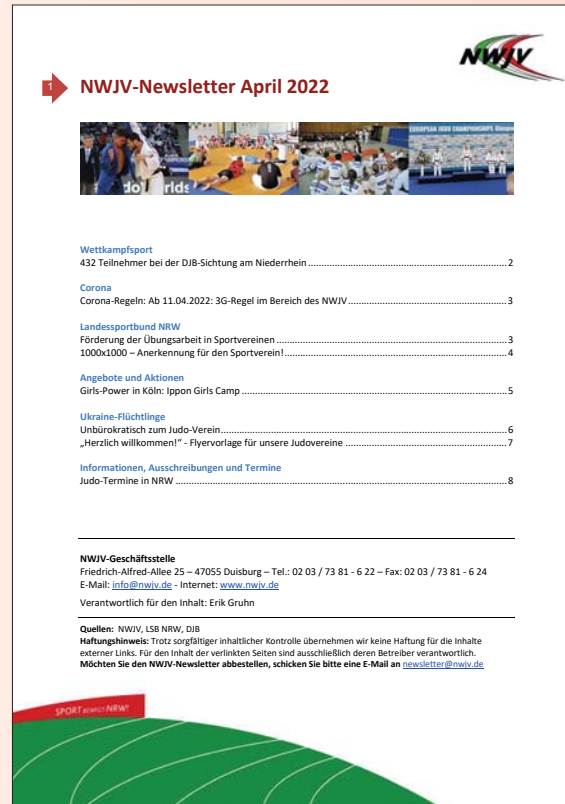 NWJV
1
NWJV-Newsletter April 2022
EUROPEAN JUDO CHAMPIONSHIPS
Wettkampfsport
432 Teilnehmer bei der DJB-Sichtung am Niederrhein 2
Corona
Corona-Regeln: Ab 11.04.2022: 3G-Regel im Bereich des NWJV 3
Landessportbund NRW
Förderung der Übungsarbeit in Sportvereinen 3
1000x1000 – Anerkennung für den Sportverein! 4
Angebote und Aktionen
Girls-Power in Köln: Ippon Girls Camp 5
Ukraine-Flüchtlinge
Unbürokratisch zum Judo-Verein 6
„Herzlich willkommen!“ - Flyervorlage für unsere Judovereine 7
Informationen, Ausschreibungen und Termine
Judo-Termine in NRW 8
NWJV-Geschäftsstelle
Friedrich-Alfred-Allee 25 – 47055 Duisburg – Tel.: 02 03 / 73 81 - 6 22 – Fax: 02 03 / 73 81 - 6 24
E-Mail: info@nwjv.de - Internet: www.nwjv.de
Verantwortlich für den Inhalt: Erik Gruhn
Quellen: NWJV, LSB NRW, DJB
Haftungshinweis: Trotz sorgfältiger inhaltlicher Kontrolle übernehmen wir keine Haftung für die Inhalte
externer Links. Für den Inhalt der verlinkten Seiten sind ausschließlich deren Betreiber verantwortlich.
Möchten Sie den NWJV-Newsletter abbestellen, schicken Sie bitte eine E-Mail an newsletter@nwjv.de
SPORT BEWEGT NRW!